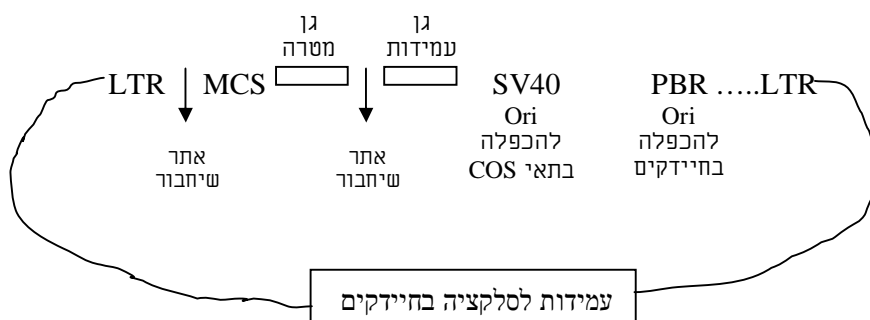 גן
מטרה
גן
עמידות
LTR MCS SV40 PBR …..LTR
אתר
שיחבור
אתר
שיחבור
Ori
להכפלה
בתאי COS
Ori
להכפלה
בחיידקים
עמידות לסלקציה בחיידקים